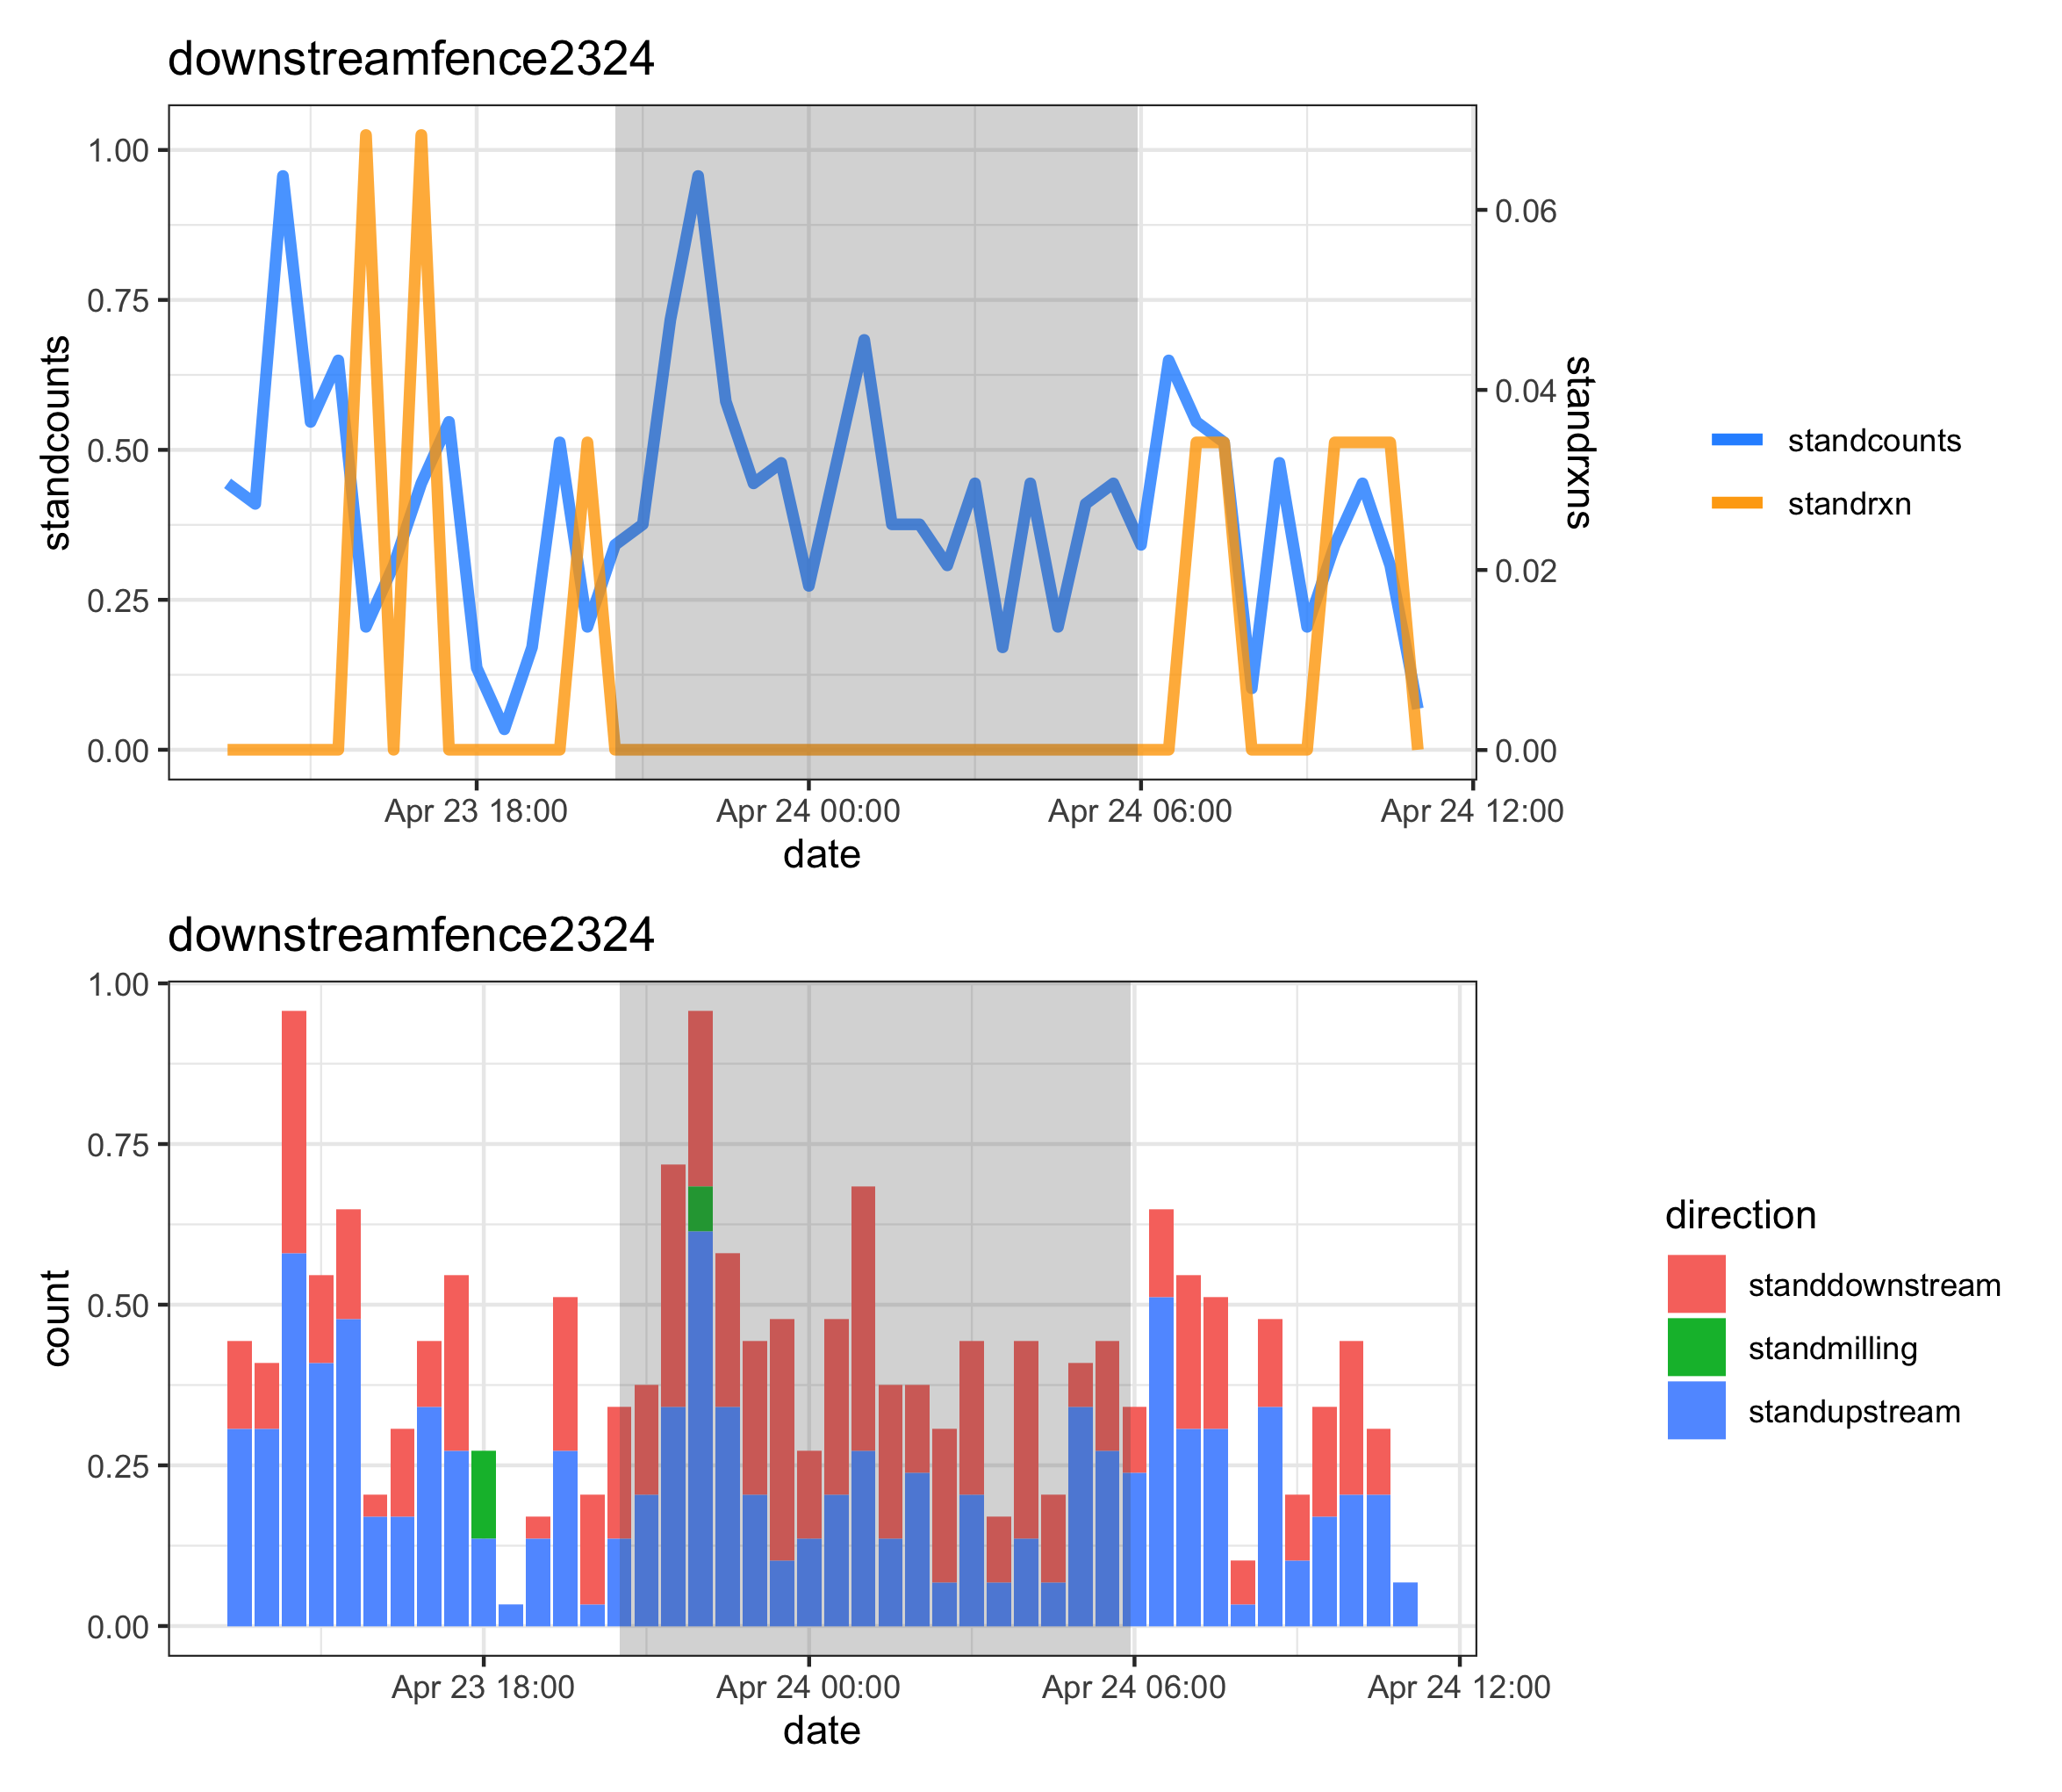 downstreamfence2324
1.00
0.75
0.50
0.25
0.00
standcounts
0.06
0.04
0.02
0.00
standrxns
Apr 23 18:00
Apr 24 00:00
Apr 24 06:00
Apr 24 12:00
date
standcounts
standrxn
downstreamfence2324
1.00
0.75
0.50
0.25
0.00
count
Apr 23 18:00
Apr 24 00:00
Apr 24 06:00
Apr 24 12:00
date
direction
standdownstream
standmilling
standupstream